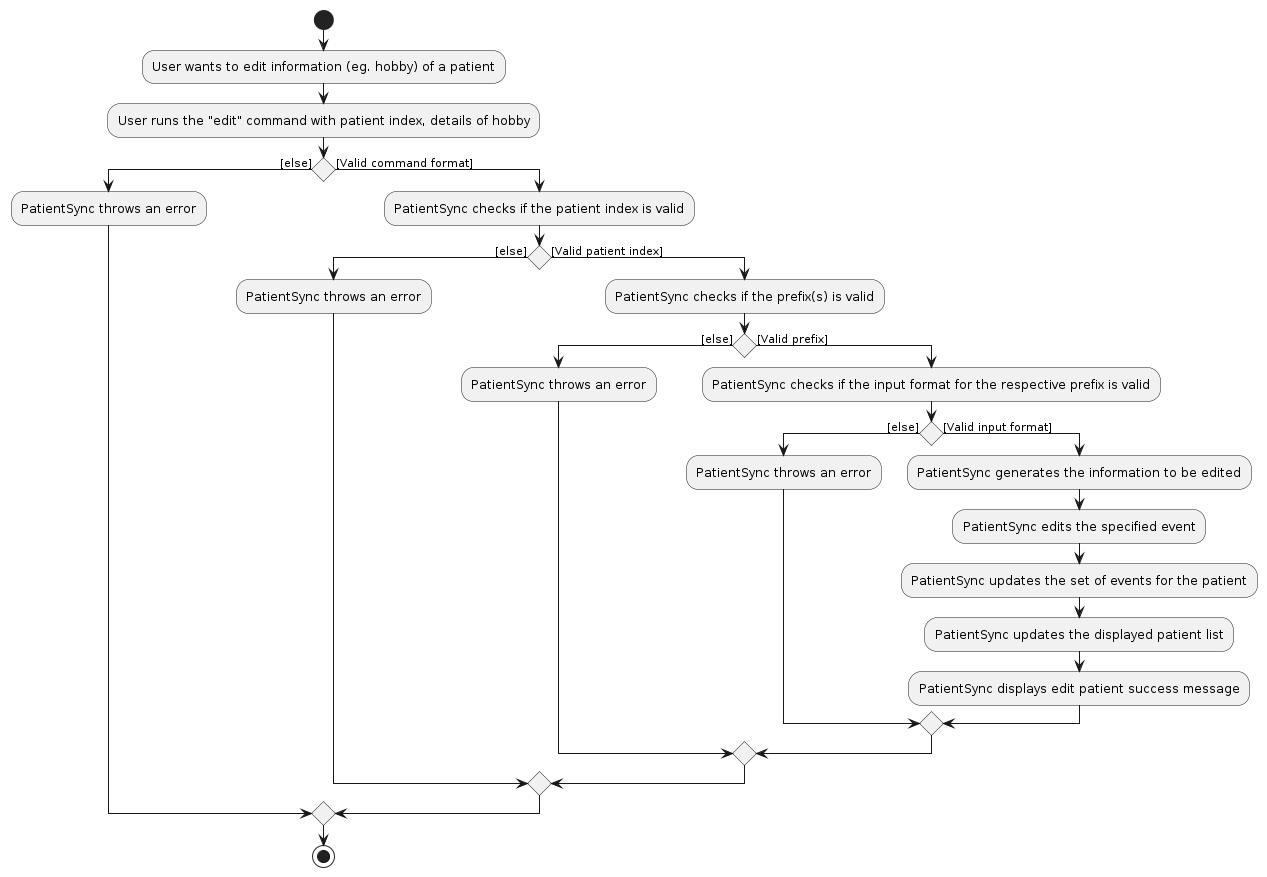 User wants to edit information (eg. hobby) of a patient
User runs the "edit" command with patient index, details of hobby
[else]
[Valid command format]
PatientSync throws an error
PatientSync checks if the patient index is valid
[else]
[Valid patient index]
PatientSync throws an error
PatientSync checks if the prefix(s) is valid
[else]
[Valid prefix]
PatientSync throws an error
PatientSync checks if the input format for the respective prefix is valid
[else]
[Valid input format]
PatientSync throws an error
PatientSync generates the information to be edited
PatientSync edits the specified event
PatientSync updates the set of events for the patient
PatientSync updates the displayed patient list
PatientSync displays edit patient success message